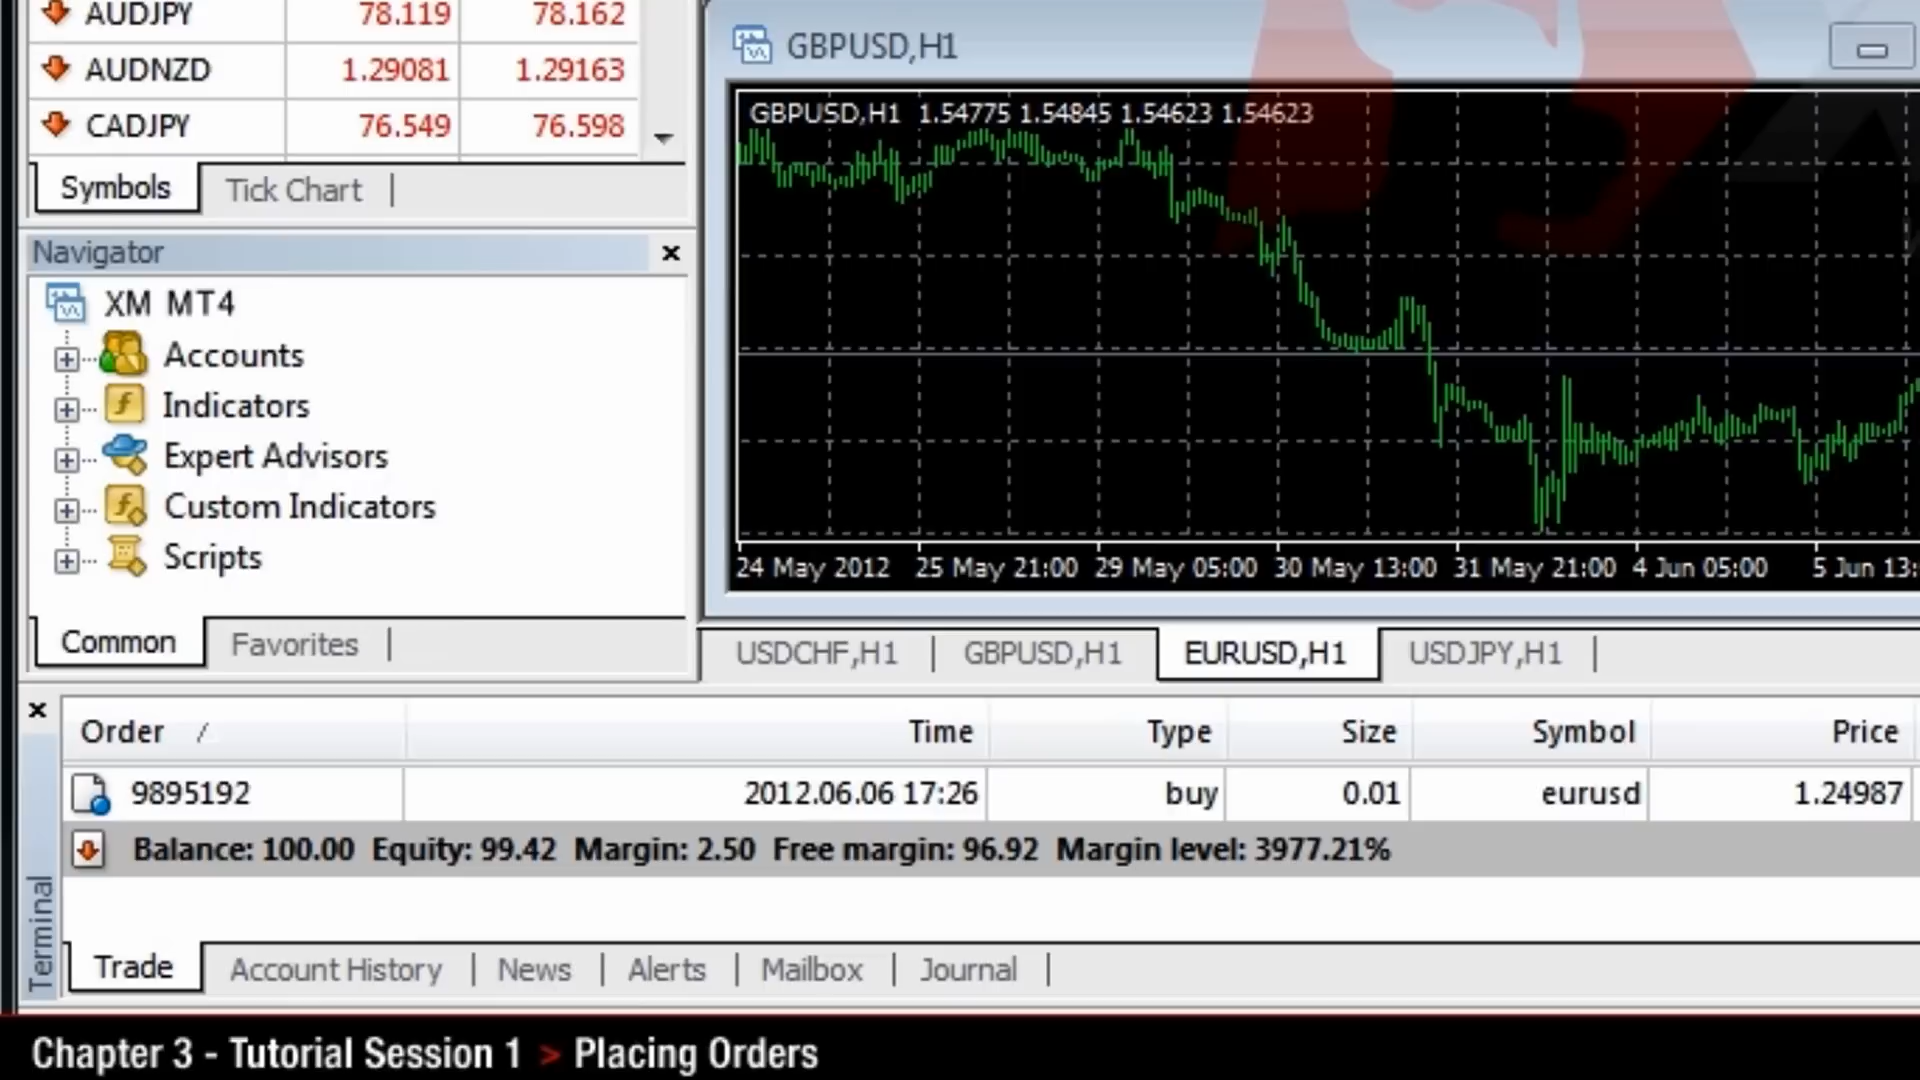 AUDJPY 78.119 78.162
AUDNZD 1.29081 1.29163
CADJPY 76.549 76.598
Symbols Tick Chart
Navigator
XM MT4
Accounts
Indicators
Expert Advisors
Custom Indicators
Scripts
Common Favorites
GBPUSD,H1
GBPUSD,H1 1.54775 1.54845 1.54623 1.54623
24 May 2012 25 May 21:00 29 May 05:00 30 May 13:00 31 May 21:00 4 Jun 05:00 5 Jun 13:
USDCHF,H1 GBPUSD,H1 EURUSD,H1 USDJPY,H1
Order / Time Type Size Symbol Price
9895192 2012.06.06 17:26 buy 0.01 eurusd 1.24987
Balance: 100.00 Equity: 99.42 Margin: 2.50 Free margin: 96.92 Margin level: 3977.21%
Terminal
Trade Account History News Alerts Mailbox Journal
Chapter 3 - Tutorial Session 1 > Placing Orders